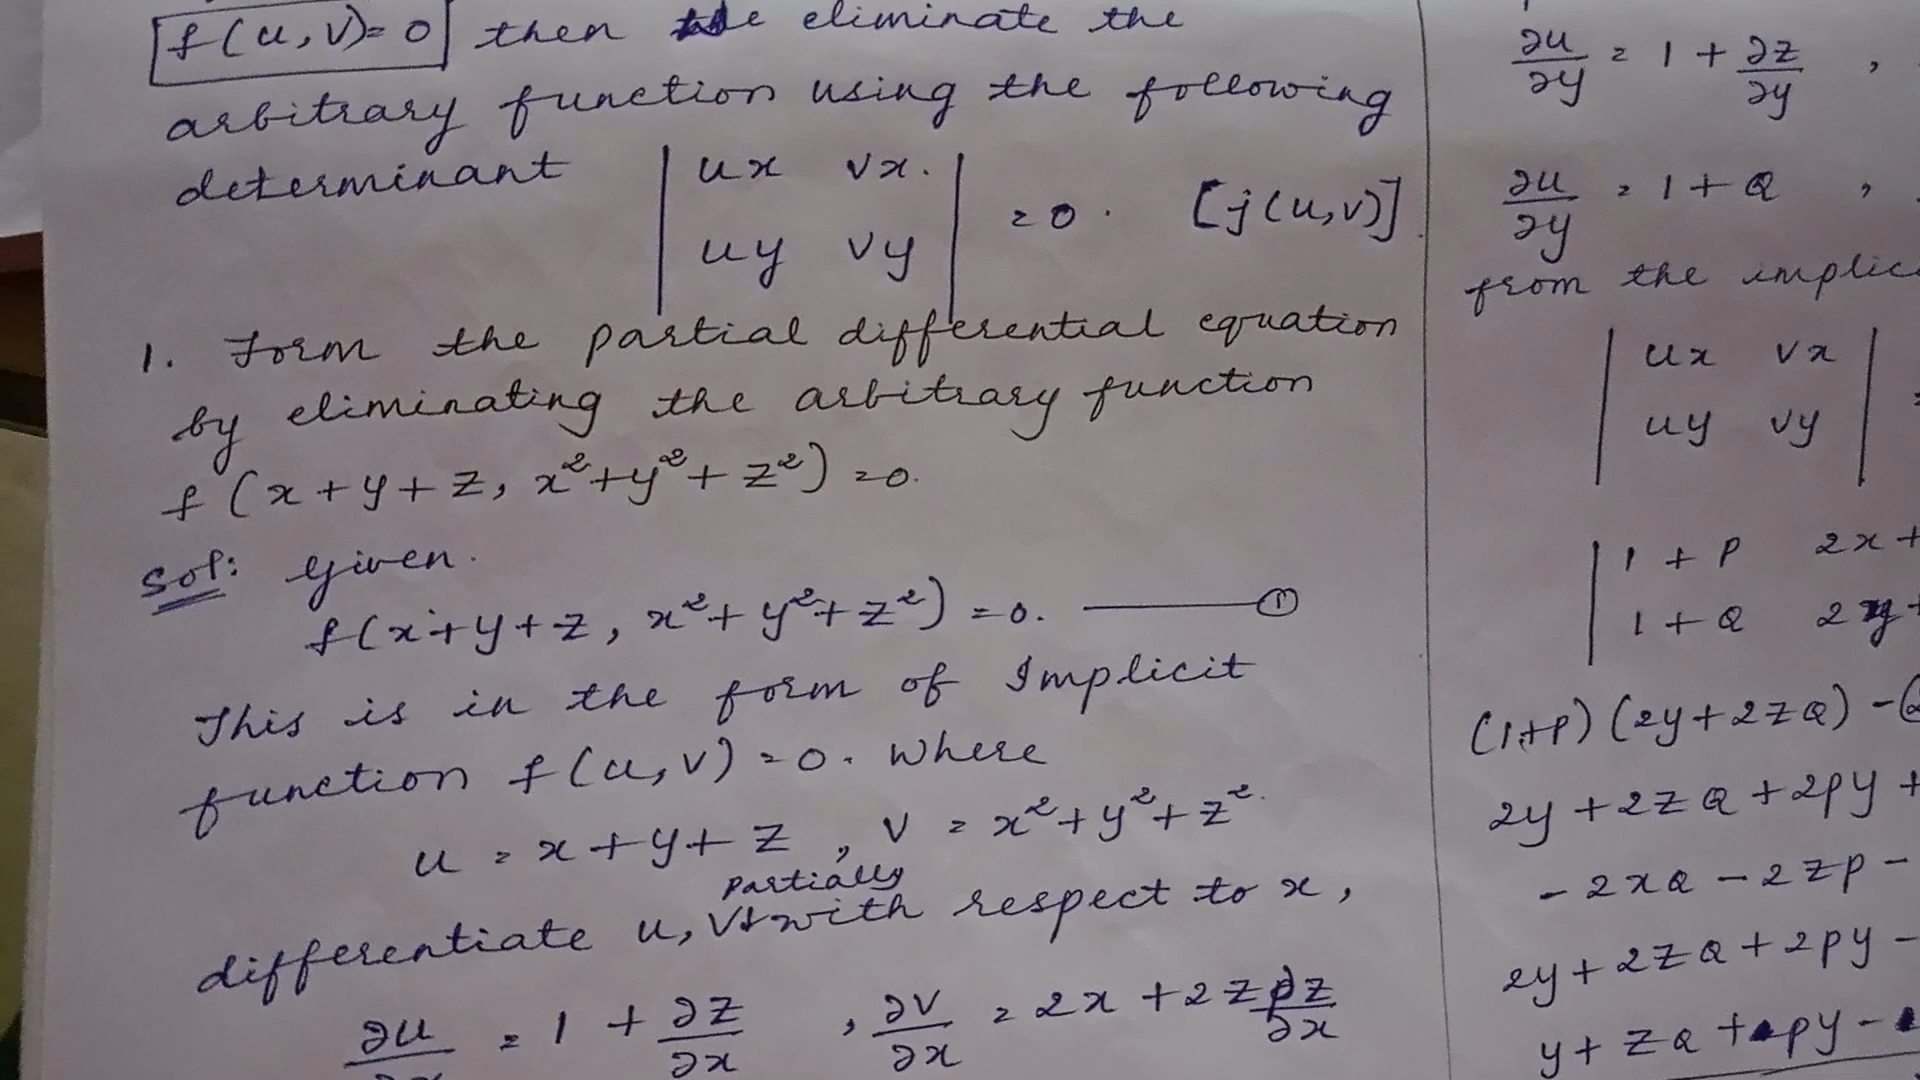 f(u,v)=0 then eliminate the
arbitrary function using the following
determinant | ux vx. |
| uy vy | =0. [j(u,v)]
1. Form the partial differential equation
by eliminating the arbitrary function
f(x+y+z, x²+y²+z²)=0.
Sol: Given.
f(x+y+z, x²+y²+z²)=0. ——— ①
This is in the form of Implicit
function f(u,v)=0. Where
u = x+y+z, v = x²+y²+z².
partially
differentiate u, v with respect to x,
∂u = 1 + ∂z/∂x , ∂v/∂x = 2x + 2z ∂z/∂x
∂u/∂y = 1 + ∂z/∂y ,
∂u/∂y = 1 + Q ,
from the
| ux vx |
| uy vy |
| 1 + P 2x +
| 1 + Q 2y +
(1+P)(2y+2zQ) -
2y+2zQ+2py+
-2xQ-2zp-
2y+2zQ+2py-
y+zQ+py-